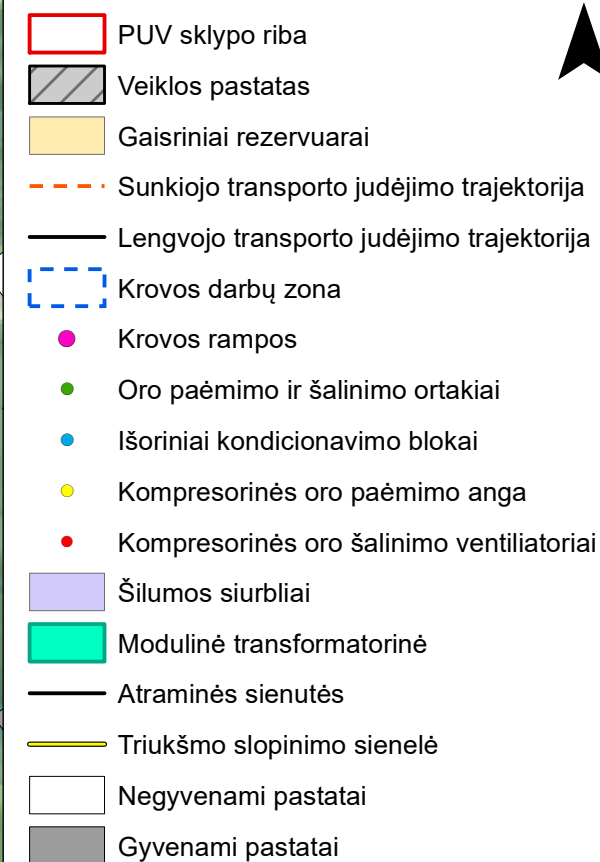 PUV sklypo riba
Veiklos pastatas
Gaisriniai rezervuarai
Sunkiojo transporto judėjimo trajektorija
Lengvojo transporto judėjimo trajektorija
Krovos darbų zona
Krovos rampos
Oro paėmimo ir šalinimo ortakiai
Išoriniai kondicionavimo blokai
Kompresorinės oro paėmimo anga
Kompresorinės oro šalinimo ventiliatoriai
Šilumos siurbliai
Modulinė transformatorinė
Atraminės sienutės
Triukšmo slopinimo sienelė
Negyvenami pastatai
Gyvenami pastatai